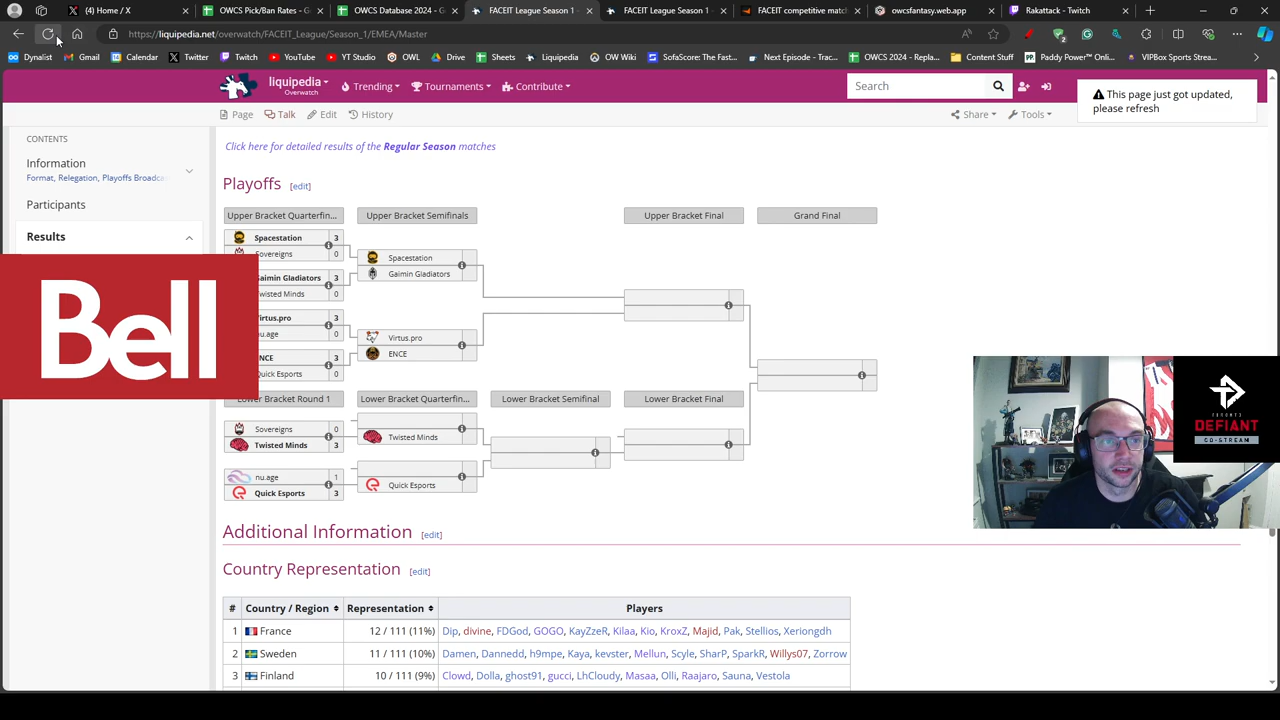 (4) Home / X
OWCS Pick/Ban Rates - G
OWCS Database 2024 - G
FACEIT League Season 1 -
FACEIT League Season 1 -
FACEIT competitive match
owcsfantasy.web.app
Rakattack - Twitch
https://liquipedia.net/overwatch/FACEIT_League/Season_1/EMEA/Master
Dynalist Gmail Calendar Twitter Twitch YouTube YT Studio OWL Drive Sheets Liquipedia OW Wiki SofaScore: The Fast... OWCS 2024 - Repla... Content Stuff Paddy Power™ Onli... VIPBox Sports Strea...
liquipedia
Overwatch
Trending Tournaments Contribute Search
This page just got updated, please refresh
Page Talk Edit History Share Tools
CONTENTS
Information
Format, Relegation, Playoffs Broadca
Participants
Results
Click here for detailed results of the Regular Season matches
Playoffs [edit]
Upper Bracket Quarterfin... Upper Bracket Semifinals Upper Bracket Final Grand Final
Spacestation 3
Sovereigns 0
Gaimin Gladiators 3
Twisted Minds 0
Virtus.pro 3
nu.age 0
ENCE 3
Quick Esports 0
Spacestation
Gaimin Gladiators
Virtus.pro
ENCE
Bell
Lower Bracket Round 1 Lower Bracket Quarterfin... Lower Bracket Semifinal Lower Bracket Final
Sovereigns 0
Twisted Minds 3
nu.age 1
Quick Esports 3
Twisted Minds
Quick Esports
TORONTO
DEFIANT
CO-STREAM
Additional Information [edit]
Country Representation [edit]
# Country / Region Representation Players
1 France 12 / 111 (11%) Dip, divine, FDGod, GOGO, KayZzeR, Kilaa, Kio, KroxZ, Majid, Pak, Stellios, Xeriongdh
2 Sweden 11 / 111 (10%) Damen, Dannedd, h9mpe, Kaya, kevster, Mellun, Scyle, SharP, SparkR, Willys07, Zorrow
3 Finland 10 / 111 (9%) Clowd, Dolla, ghost91, gucci, LhCloudy, Masaa, Olli, Raajaro, Sauna, Vestola